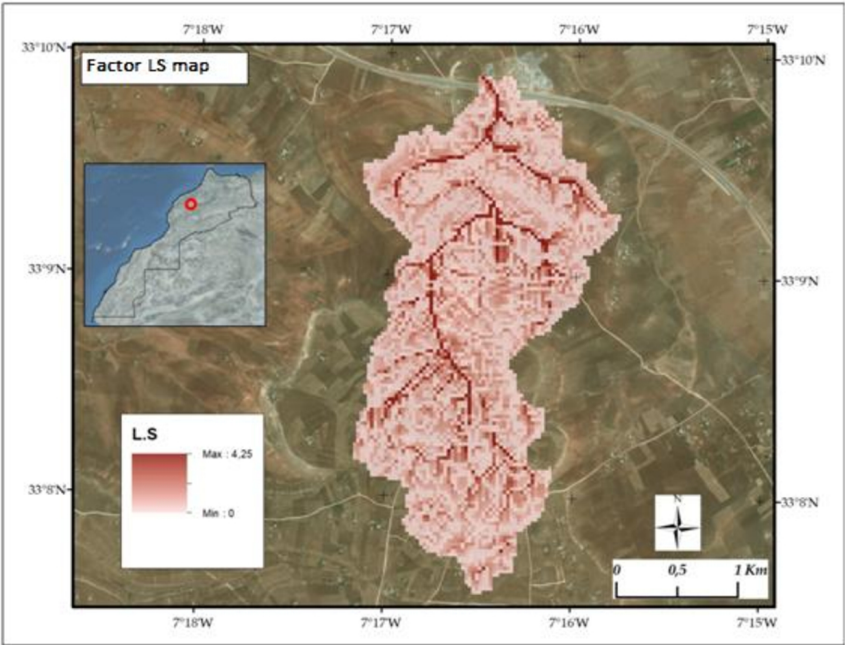 7°18'W 7°17'W 7°16'W 7°15'W
33°10'N 33°10'N
Factor LS map
33°9'N 33°9'N
L.S
Max : 4,25
Min : 0
33°8'N 33°8'N
N
0 0,5 1 Km
7°18'W 7°17'W 7°16'W 7°15'W